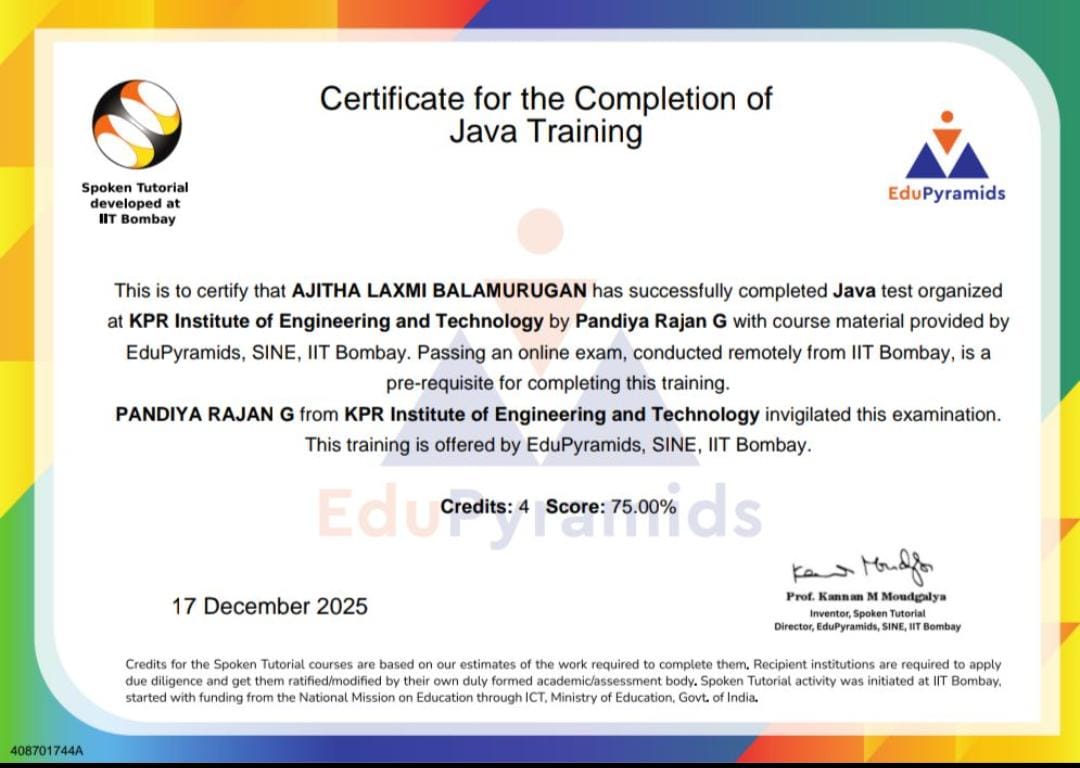 Certificate for the Completion of
Java Training
Spoken Tutorial
developed at
IIT Bombay
EduPyramids
This is to certify that AJITHA LAXMI BALAMURUGAN has successfully completed Java test organized
at KPR Institute of Engineering and Technology by Pandiya Rajan G with course material provided by
EduPyramids, SINE, IIT Bombay. Passing an online exam, conducted remotely from IIT Bombay, is a
pre-requisite for completing this training.
PANDIYA RAJAN G from KPR Institute of Engineering and Technology invigilated this examination.
This training is offered by EduPyramids, SINE, IIT Bombay.
EduPyramids
Credits: 4 Score: 75.00%
17 December 2025
Prof. Kannan M Moudgalya
Inventor, Spoken Tutorial
Director, EduPyramids, SINE, IIT Bombay
Credits for the Spoken Tutorial courses are based on our estimates of the work required to complete them. Recipient institutions are required to apply
due diligence and get them ratified/modified by their own duly formed academic/assessment body. Spoken Tutorial activity was initiated at IIT Bombay,
started with funding from the National Mission on Education through ICT, Ministry of Education, Govt. of India.
408701744A